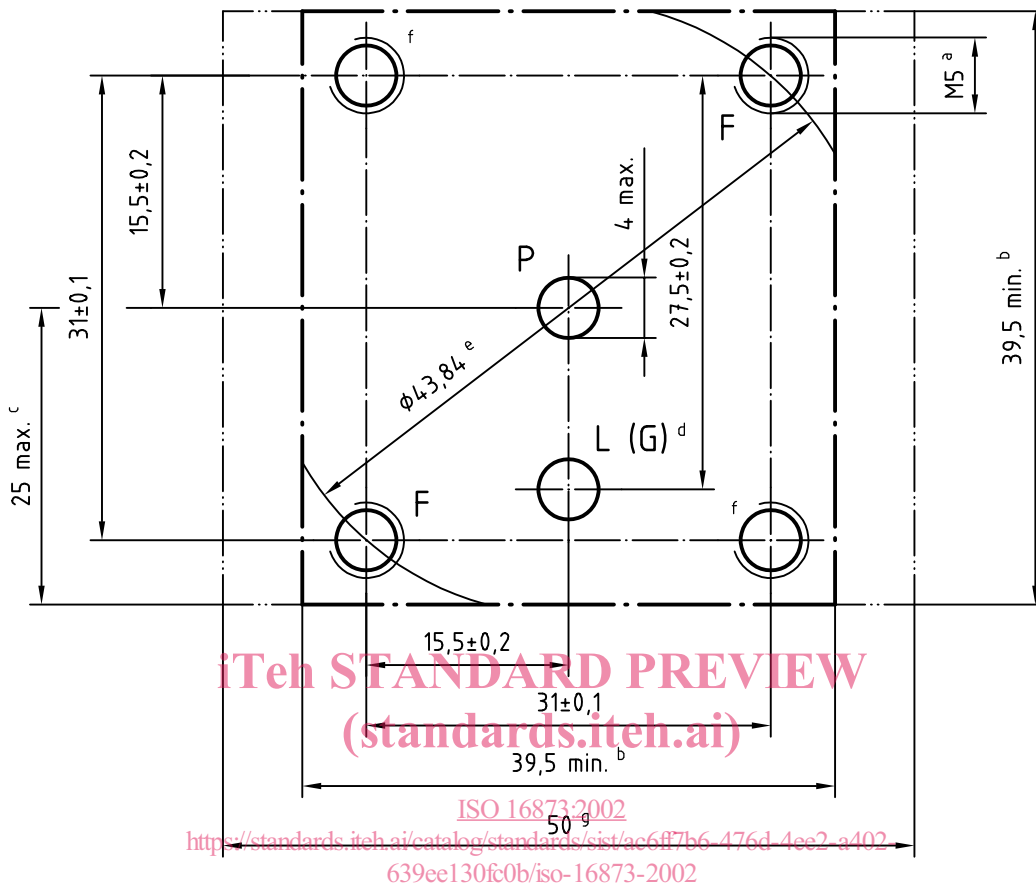 f
M5 a
F
15,5±0,2
4 max.
P
27,5±0,2
31±0,1
39,5 min. b
ϕ43,84 e
25 max. c
L (G) d
F
f
15,5±0,2
iTeh STANDARD PREVIEW
31±0,1
(standards.iteh.ai)
39,5 min. b
ISO 16873:2002
50 g
https://standards.iteh.ai/catalog/standards/sist/ac6ff7b6-476d-4ee2-a402-
639ee130fc0b/iso-16873-2002